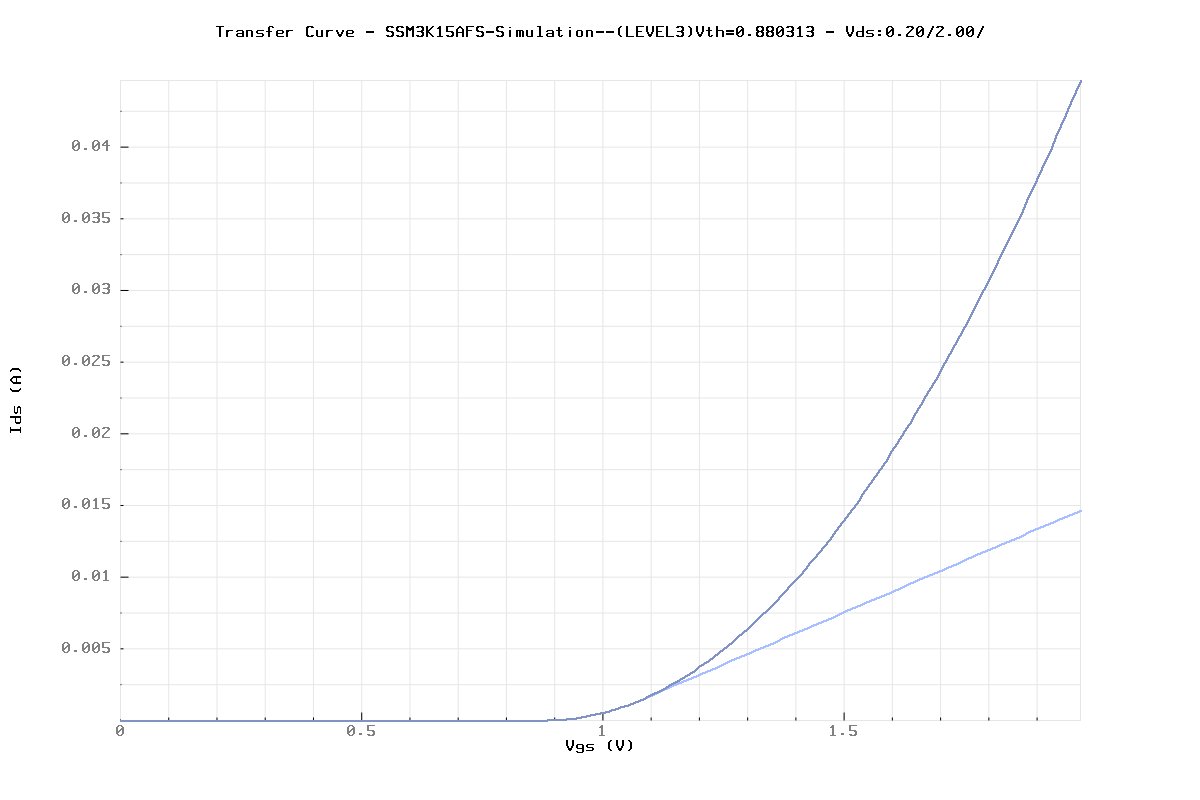 Transfer Curve - SSM3K15AFS-Simulation--(LEVEL3)Vth=0.880313 - Vds:0.20/2.00/
0.04
0.035
0.03
0.025
0.02
0.015
0.01
0.005
Ids (A)
0 0.5 1 1.5
Vgs (V)